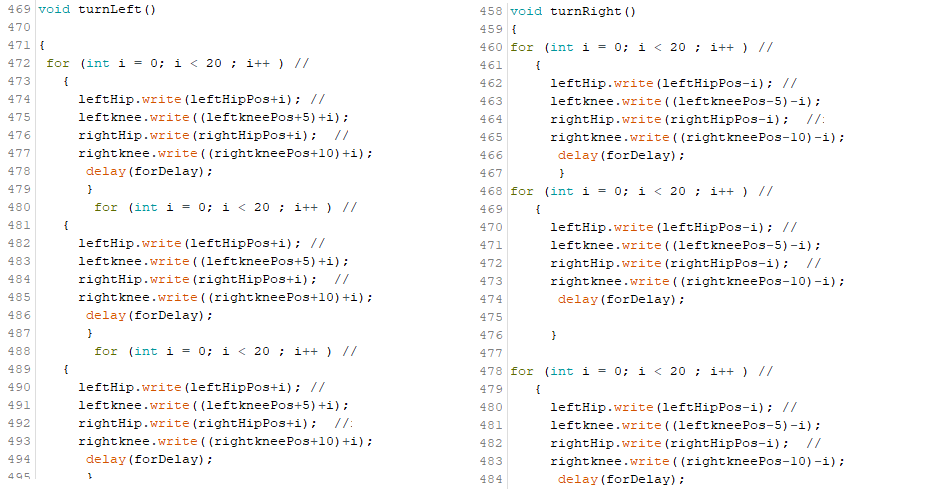 469 void turnLeft()
470
471 {
472 for (int i = 0; i < 20 ; i++ ) //
473 {
474 leftHip.write(leftHipPos+i); //
475 leftknee.write((leftkneePos+5)+i);
476 rightHip.write(rightHipPos+i); //
477 rightknee.write((rightkneePos+10)+i);
478 delay(forDelay);
479 }
480 for (int i = 0; i < 20 ; i++ ) //
481 {
482 leftHip.write(leftHipPos+i); //
483 leftknee.write((leftkneePos+5)+i);
484 rightHip.write(rightHipPos+i); //
485 rightknee.write((rightkneePos+10)+i);
486 delay(forDelay);
487 }
488 for (int i = 0; i < 20 ; i++ ) //
489 {
490 leftHip.write(leftHipPos+i); //
491 leftknee.write((leftkneePos+5)+i);
492 rightHip.write(rightHipPos+i); //:
493 rightknee.write((rightkneePos+10)+i);
494 delay(forDelay);
495 }
458 void turnRight()
459 {
460 for (int i = 0; i < 20 ; i++ ) //
461 {
462 leftHip.write(leftHipPos-i); //
463 leftknee.write((leftkneePos-5)-i);
464 rightHip.write(rightHipPos-i); //:
465 rightknee.write((rightkneePos-10)-i);
466 delay(forDelay);
467 }
468 for (int i = 0; i < 20 ; i++ ) //
469 {
470 leftHip.write(leftHipPos-i); //
471 leftknee.write((leftkneePos-5)-i);
472 rightHip.write(rightHipPos-i); //
473 rightknee.write((rightkneePos-10)-i);
474 delay(forDelay);
475
476 }
477
478 for (int i = 0; i < 20 ; i++ ) //
479 {
480 leftHip.write(leftHipPos-i); //
481 leftknee.write((leftkneePos-5)-i);
482 rightHip.write(rightHipPos-i); //
483 rightknee.write((rightkneePos-10)-i);
484 delay(forDelay);